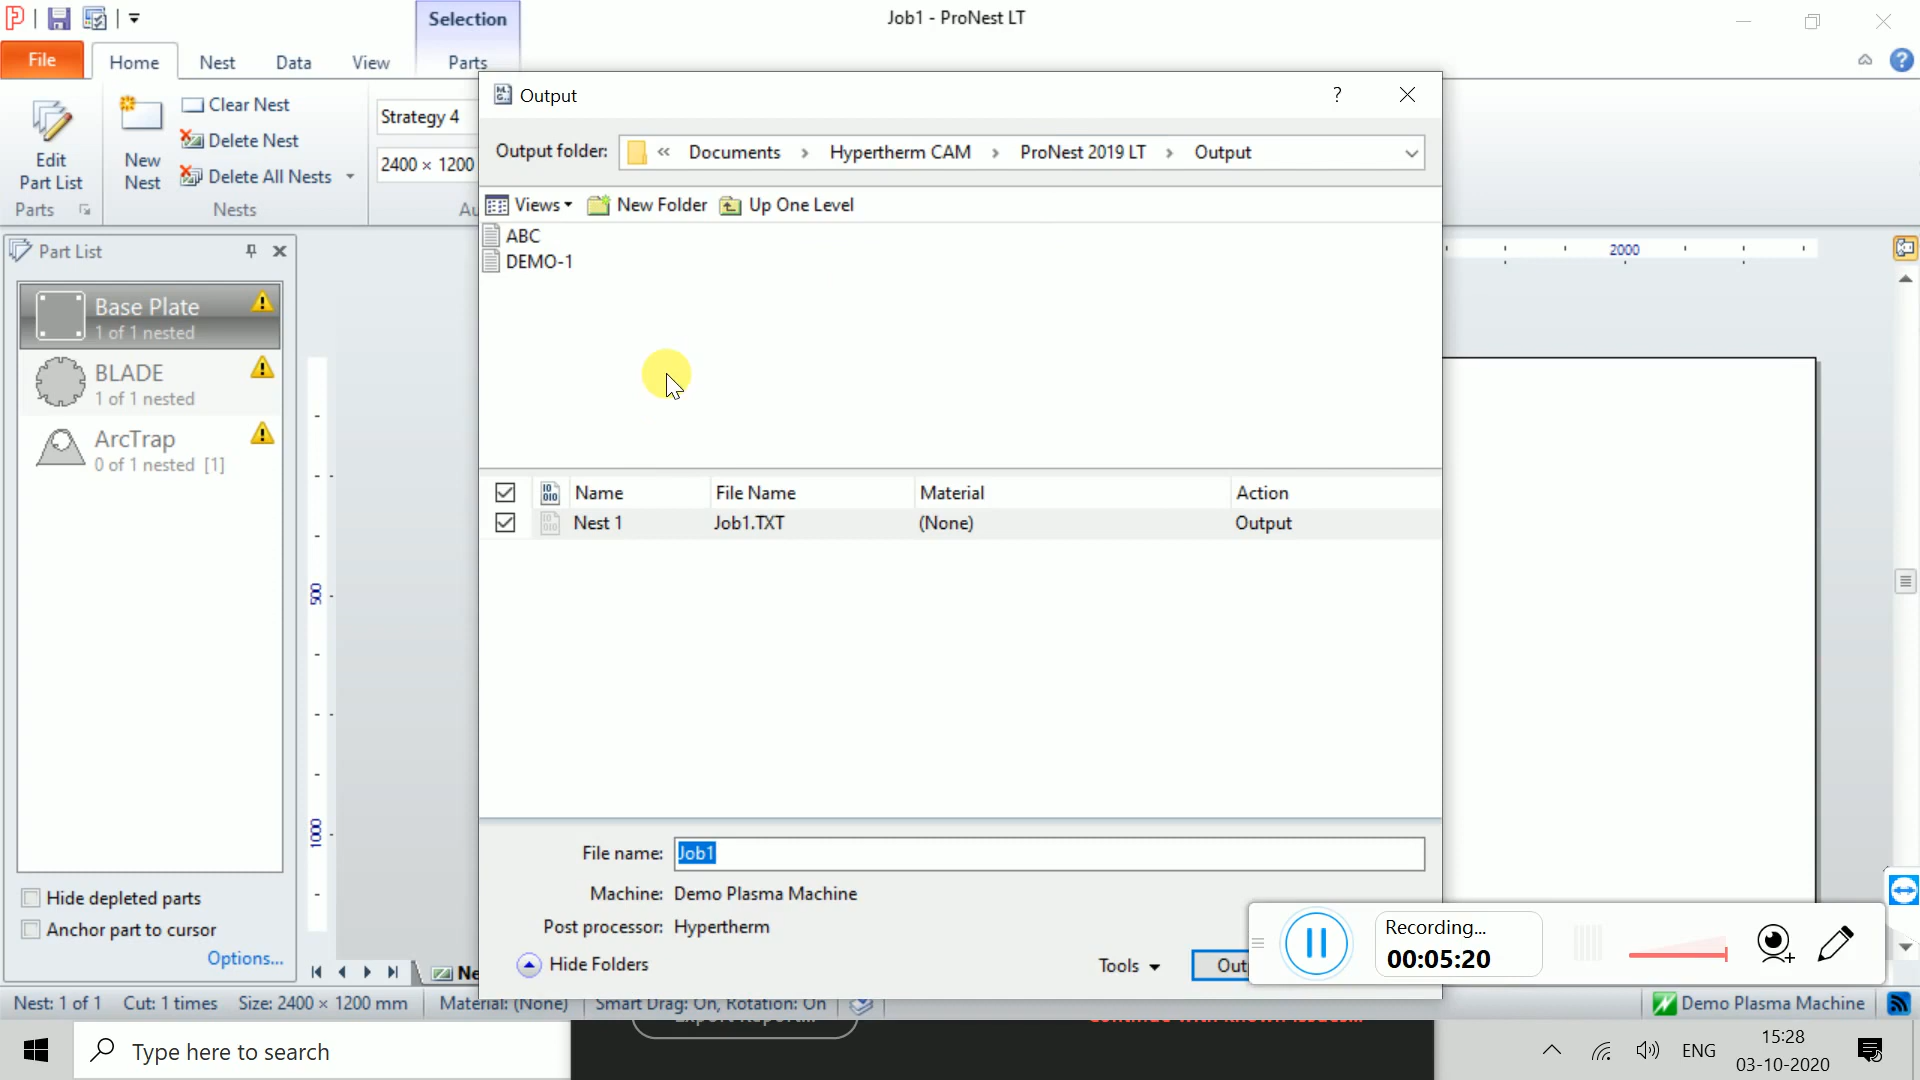 Selection
Job1 - ProNest LT
File
Home
Nest
Data
View
Parts
Edit
Part List
New
Nest
Clear Nest
Delete Nest
Delete All Nests
Strategy 4
2400 × 1200
Parts
Nests
Output
Output folder:
« Documents › Hypertherm CAM › ProNest 2019 LT › Output
Views
New Folder
Up One Level
ABC
DEMO-1
Part List
Base Plate
1 of 1 nested
BLADE
1 of 1 nested
ArcTrap
0 of 1 nested [1]
2000
500
1000
Name File Name Material Action
Nest 1 Job1.TXT (None) Output
File name: Job1
Machine: Demo Plasma Machine
Post processor: Hypertherm
Hide Folders
Tools
Hide depleted parts
Anchor part to cursor
Options...
Recording...
00:05:20
Nest: 1 of 1 Cut: 1 times Size: 2400 × 1200 mm Material: (None) Smart Drag: On, Rotation: On
Demo Plasma Machine
Type here to search
ENG
15:28
03-10-2020